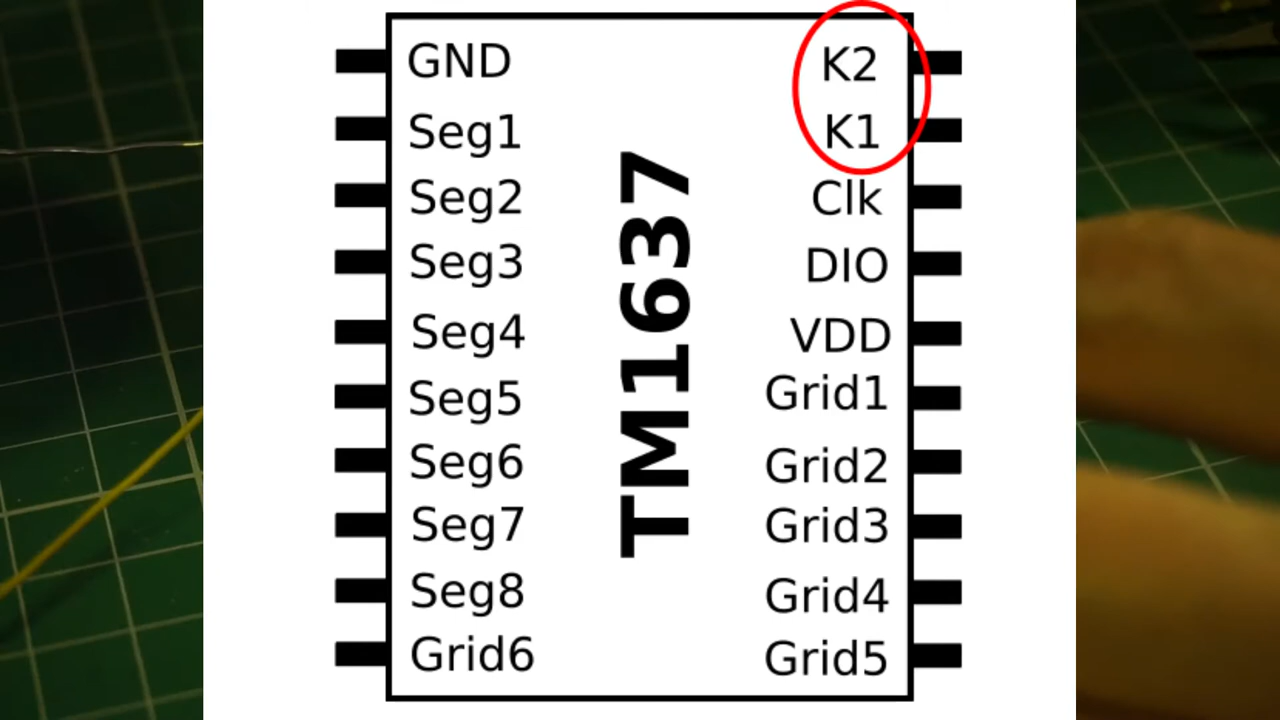 GND
Seg1
Seg2
Seg3
Seg4
Seg5
Seg6
Seg7
Seg8
Grid6
TM1637
K2
K1
Clk
DIO
VDD
Grid1
Grid2
Grid3
Grid4
Grid5